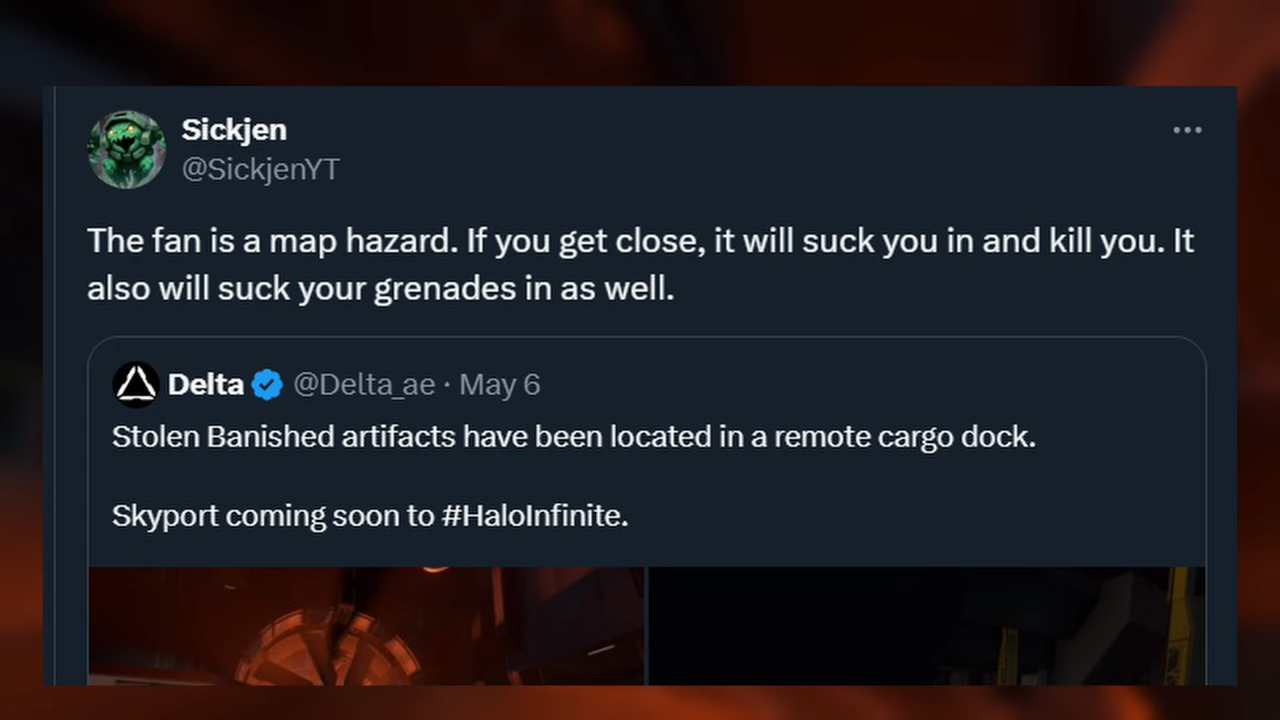 Sickjen
@SickjenYT
The fan is a map hazard. If you get close, it will suck you in and kill you. It
also will suck your grenades in as well.
Delta @Delta_ae · May 6
Stolen Banished artifacts have been located in a remote cargo dock.
Skyport coming soon to #HaloInfinite.